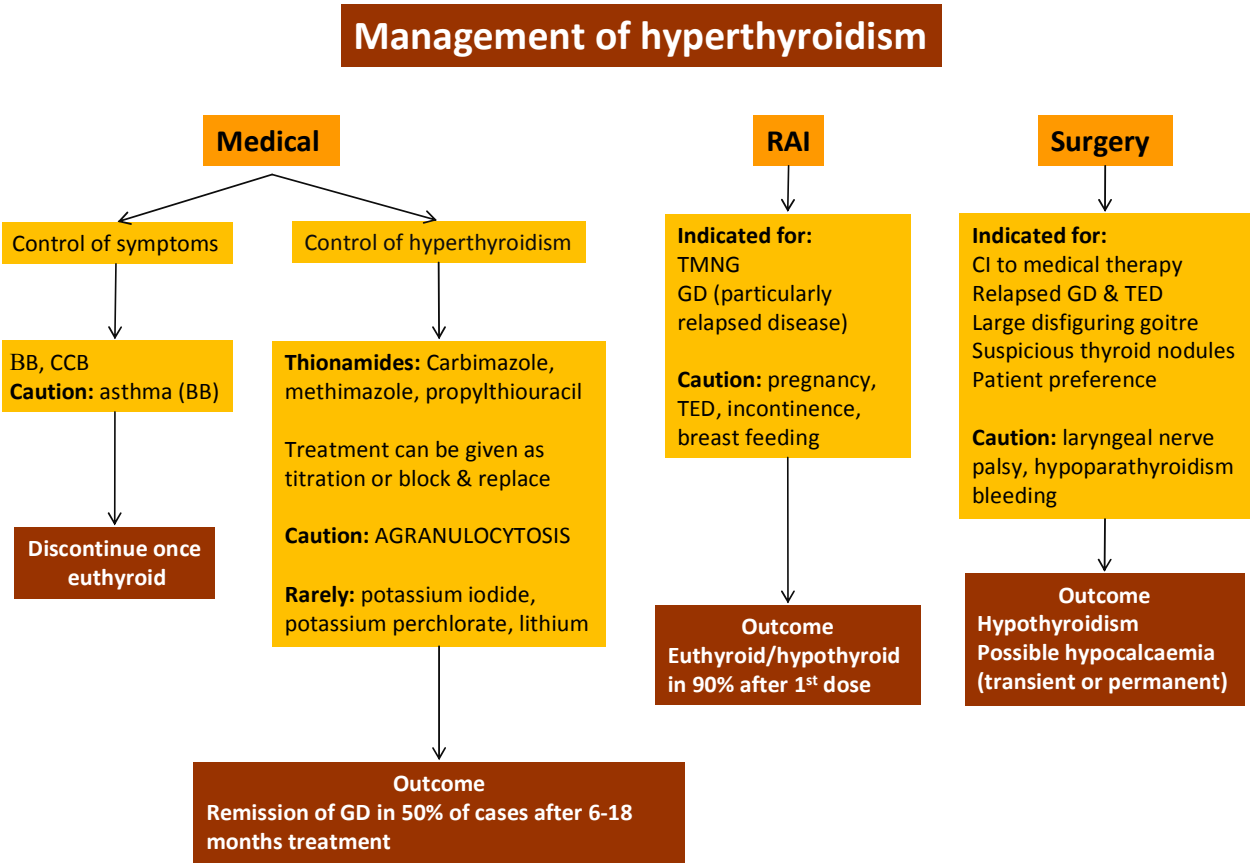 Management of hyperthyroidism
Medical
Control of symptoms
ΒB, CCB
Caution: asthma (BB)
Discontinue once
euthyroid
Control of hyperthyroidism
Thionamides: Carbimazole,
methimazole, propylthiouracil
Treatment can be given as
titration or block & replace
Caution: AGRANULOCYTOSIS
Rarely: potassium iodide,
potassium perchlorate, lithium
Outcome
Remission of GD in 50% of cases after 6-18
months treatment
RAI
Indicated for:
TMNG
GD (particularly
relapsed disease)
Caution: pregnancy,
TED, incontinence,
breast feeding
Outcome
Euthyroid/hypothyroid
in 90% after 1st dose
Surgery
Indicated for:
CI to medical therapy
Relapsed GD & TED
Large disfiguring goitre
Suspicious thyroid nodules
Patient preference
Caution: laryngeal nerve
palsy, hypoparathyroidism
bleeding
Outcome
Hypothyroidism
Possible hypocalcaemia
(transient or permanent)